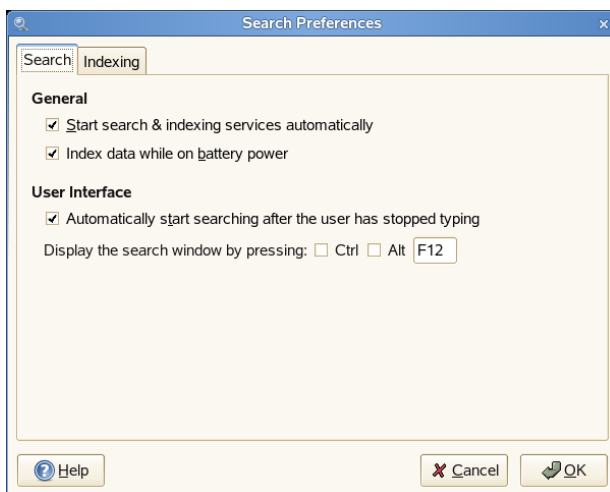 Search Preferences
Search Indexing
General
Start search & indexing services automatically
Index data while on battery power
User Interface
Automatically start searching after the user has stopped typing
Display the search window by pressing: Ctrl Alt F12
Help Cancel OK